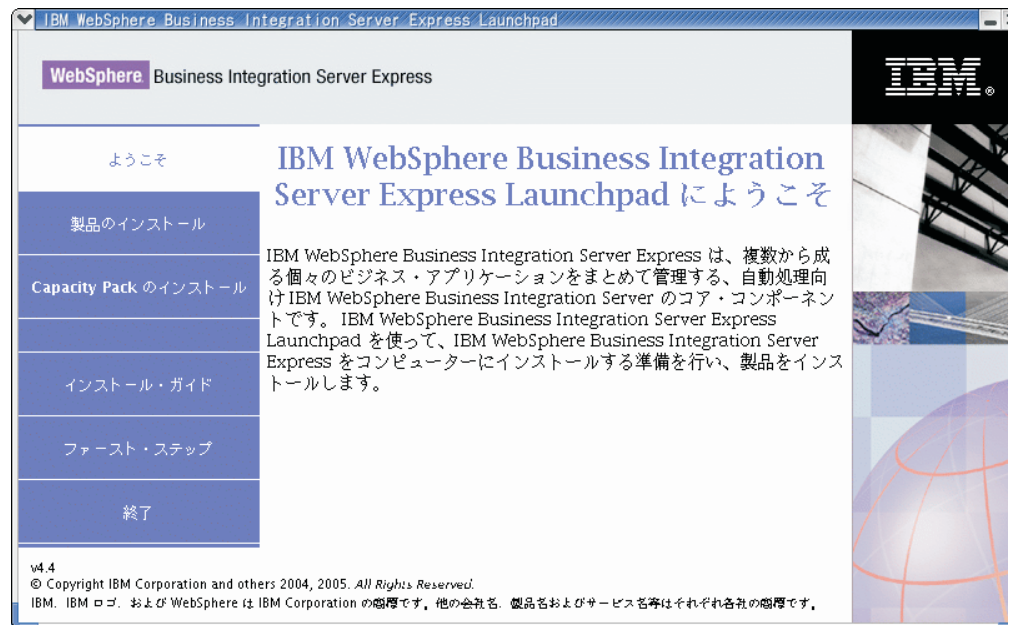 IBM WebSphere Business Integration Server Express Launchpad
WebSphere. Business Integration Server Express
IBM®
ようこそ
製品のインストール
Capacity Pack のインストール
インストール・ガイド
ファースト・ステップ
終了
IBM WebSphere Business Integration
Server Express Launchpad にようこそ
IBM WebSphere Business Integration Server Express は、複数から成
る個々のビジネス・アプリケーションをまとめて管理する、自動処理向
け IBM WebSphere Business Integration Server のコア・コンポーネン
トです。 IBM WebSphere Business Integration Server Express
Launchpad を使って、IBM WebSphere Business Integration Server
Express をコンピューターにインストールする準備を行い、製品をインス
トールします。
v4.4
© Copyright IBM Corporation and others 2004, 2005. All Rights Reserved.
IBM、IBM ロゴ、および WebSphere は IBM Corporation の商標です。他の会社名、製品名およびサービス名等はそれぞれ各社の商標です。